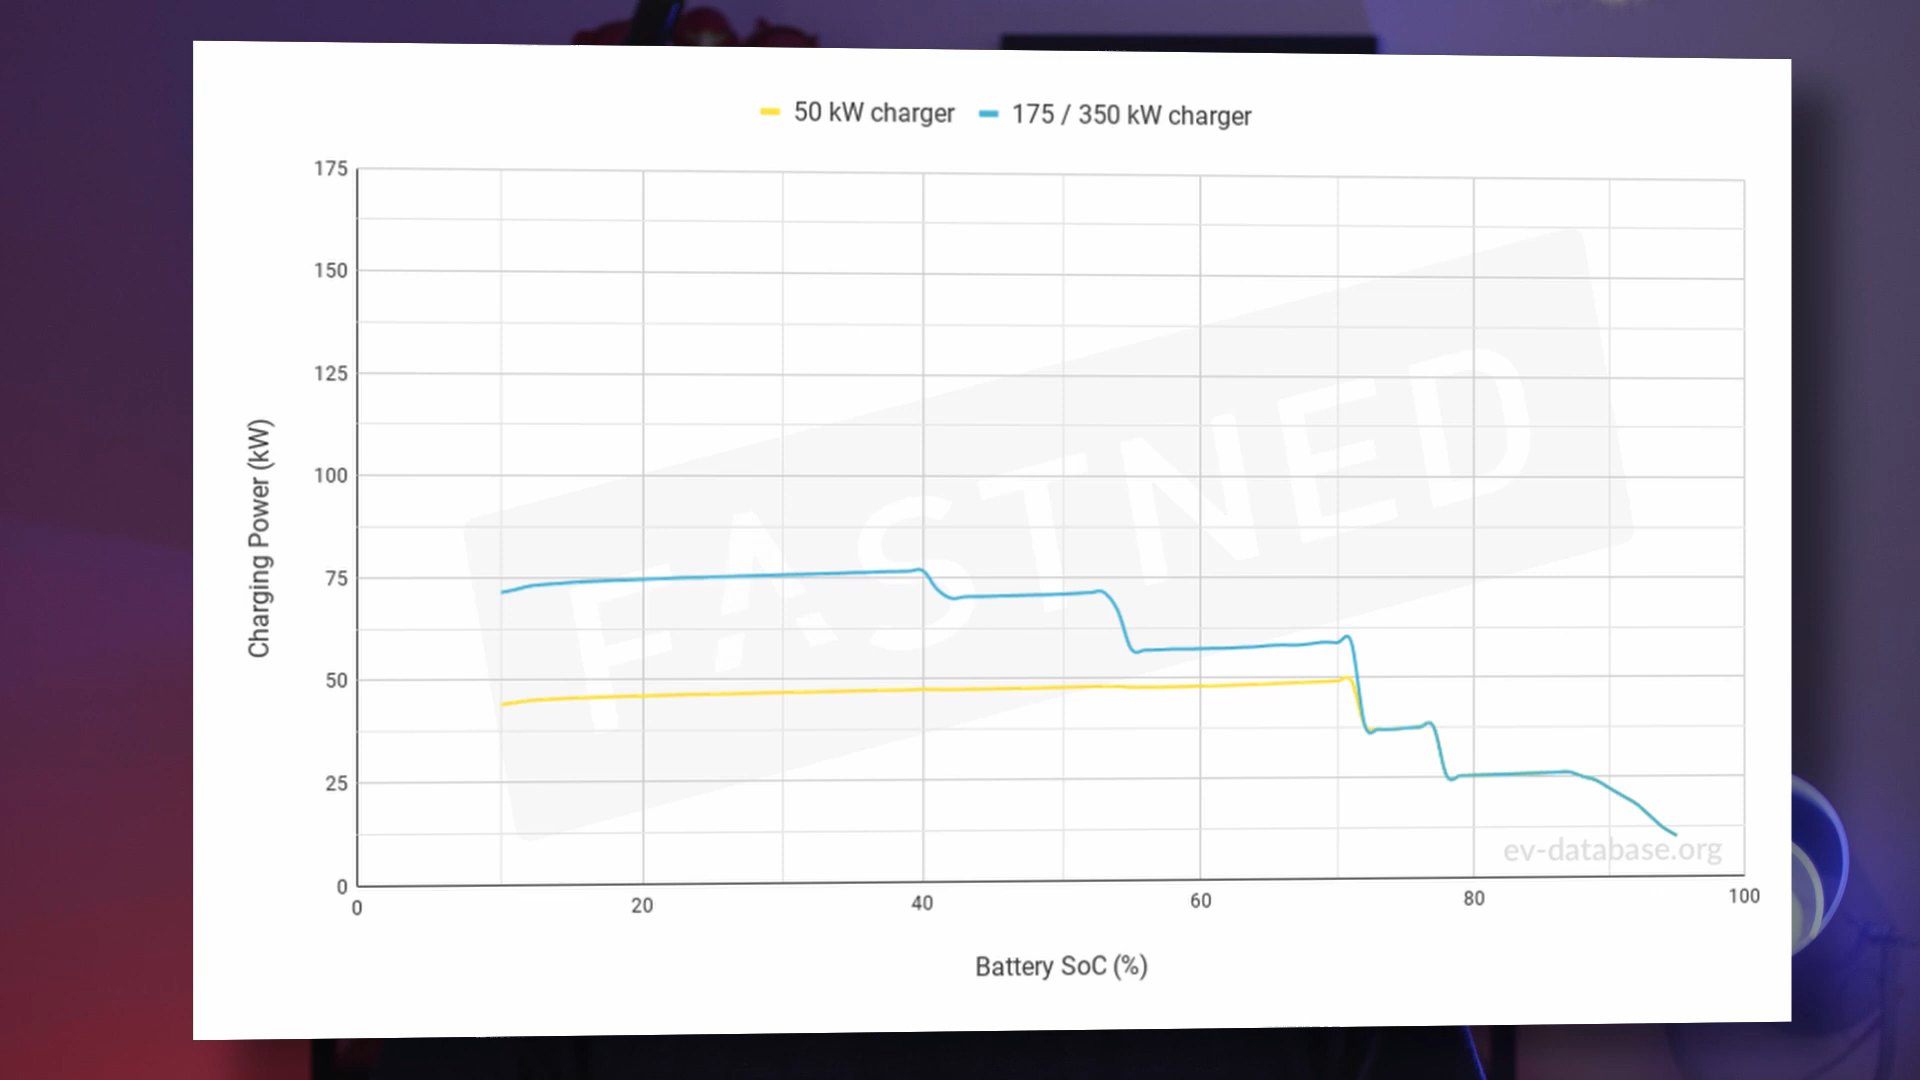 50 kW charger 175 / 350 kW charger
175
150
125
100
75
50
25
0
Charging Power (kW)
FASTNED
ev-database.org
0 20 40 60 80 100
Battery SoC (%)